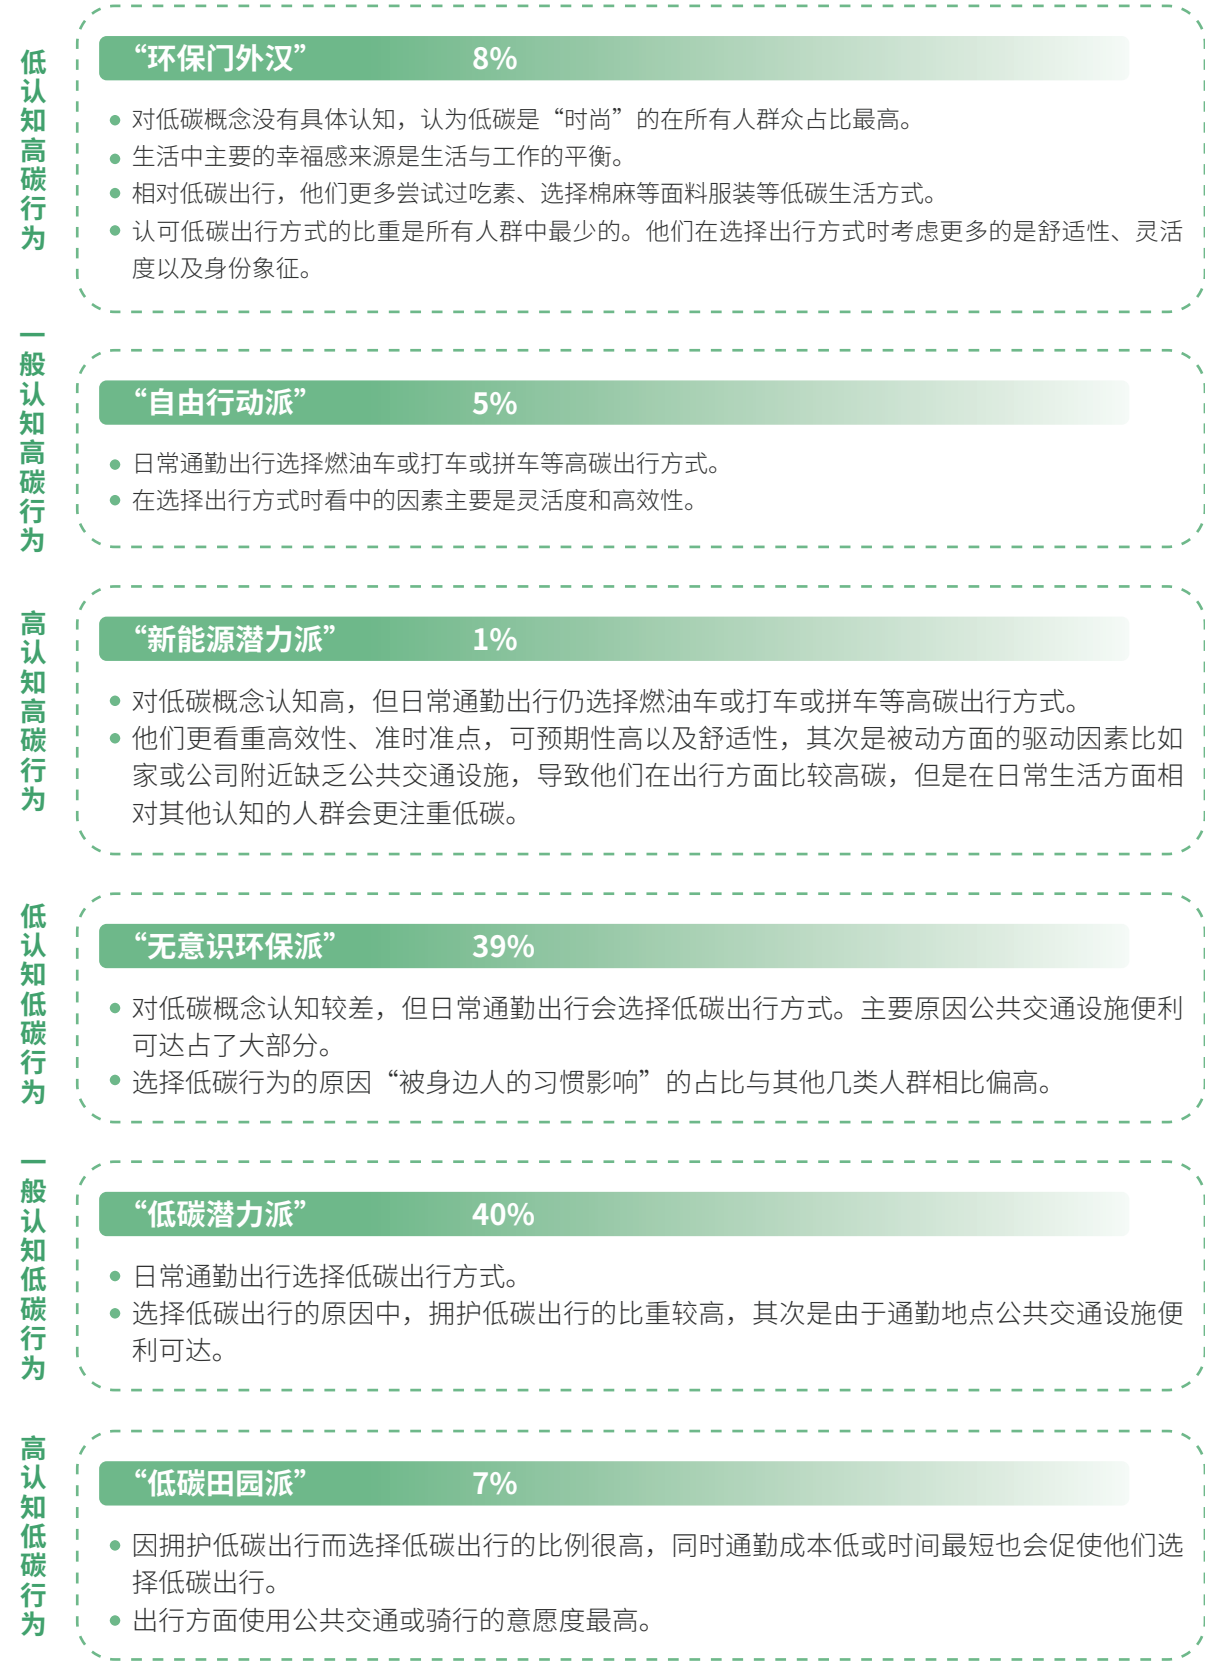 低认知高碳行为
“环保门外汉” 8%
对低碳概念没有具体认知，认为低碳是“时尚”的在所有人群众占比最高。
生活中主要的幸福感来源是生活与工作的平衡。
相对低碳出行，他们更多尝试过吃素、选择棉麻等面料服装等低碳生活方式。
认可低碳出行方式的比重是所有人群中最少的。他们在选择出行方式时考虑更多的是舒适性、灵活
度以及身份象征。
一般认知高碳行为
“自由行动派” 5%
日常通勤出行选择燃油车或打车或拼车等高碳出行方式。
在选择出行方式时看中的因素主要是灵活度和高效性。
高认知高碳行为
“新能源潜力派” 1%
对低碳概念认知高，但日常通勤出行仍选择燃油车或打车或拼车等高碳出行方式。
他们更看重高效性、准时准点，可预期性高以及舒适性，其次是被动方面的驱动因素比如
家或公司附近缺乏公共交通设施，导致他们在出行方面比较高碳，但是在日常生活方面相
对其他认知的人群会更注重低碳。
低认知低碳行为
“无意识环保派” 39%
对低碳概念认知较差，但日常通勤出行会选择低碳出行方式。主要原因公共交通设施便利
可达占了大部分。
选择低碳行为的原因“被身边人的习惯影响”的占比与其他几类人群相比偏高。
一般认知低碳行为
“低碳潜力派” 40%
日常通勤出行选择低碳出行方式。
选择低碳出行的原因中，拥护低碳出行的比重较高，其次是由于通勤地点公共交通设施便
利可达。
高认知低碳行为
“低碳田园派” 7%
因拥护低碳出行而选择低碳出行的比例很高，同时通勤成本低或时间最短也会促使他们选
择低碳出行。
出行方面使用公共交通或骑行的意愿度最高。